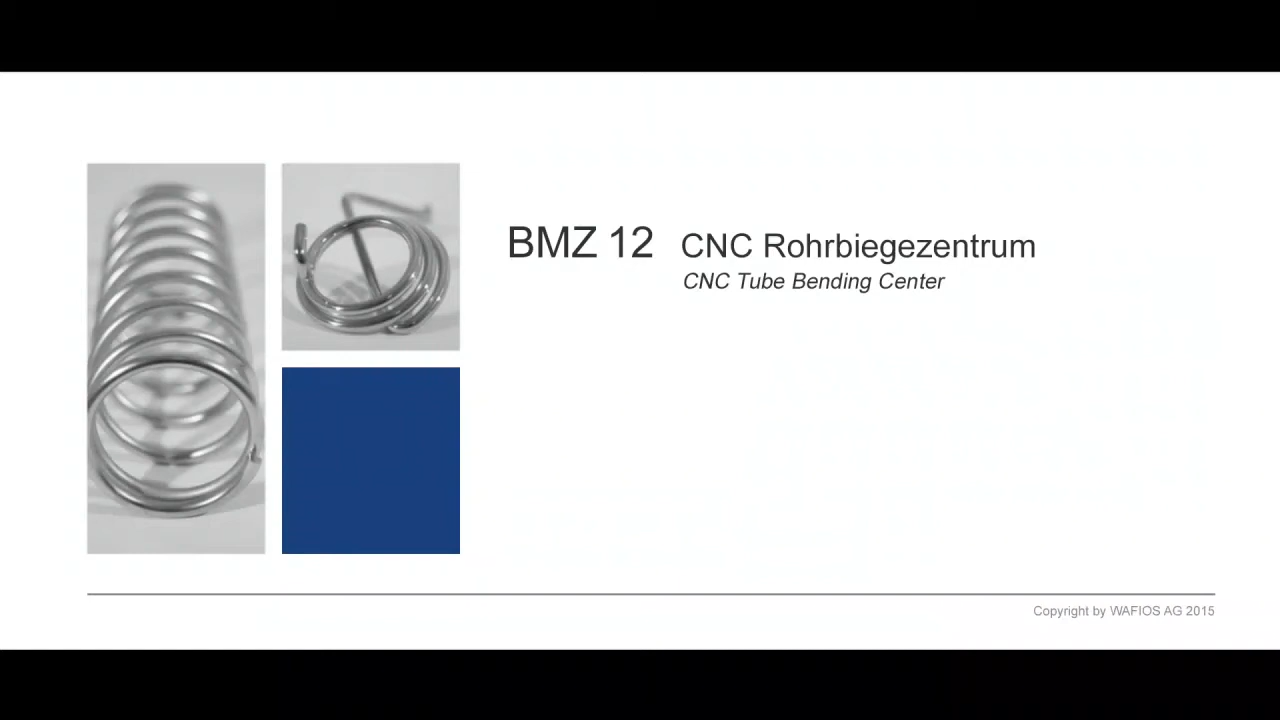 BMZ 12 CNC Rohrbiegezentrum
CNC Tube Bending Center
Copyright by WAFIOS AG 2015